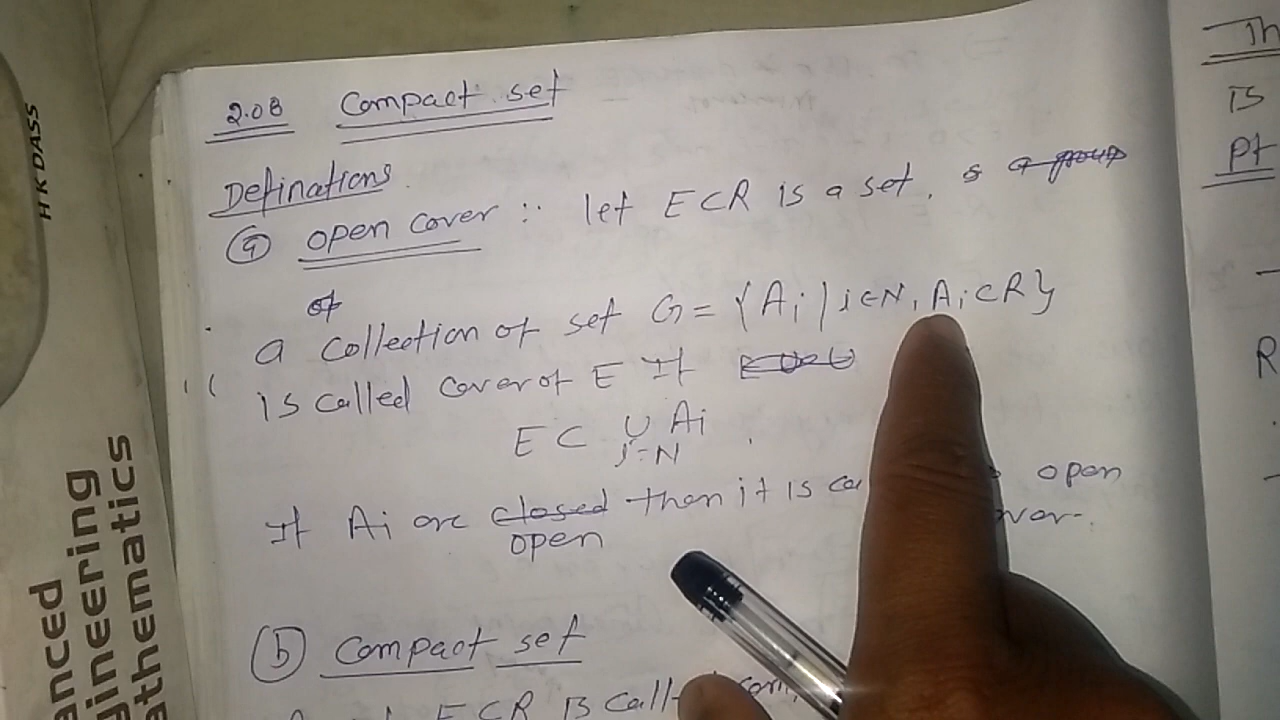 2.08 Compact set
Definations.
(a) open cover :: let E⊂R is a set.
of
a collection of set G = {Ai | i∈N, Ai⊂R}
is called cover of E If
E ⊂ ∪ Ai .
i=N
If Ai are closed then it is open
open
(b) Compact set
E⊂R is call
H K DASS
anced
gineering
athematics
Th
is
Pt
R